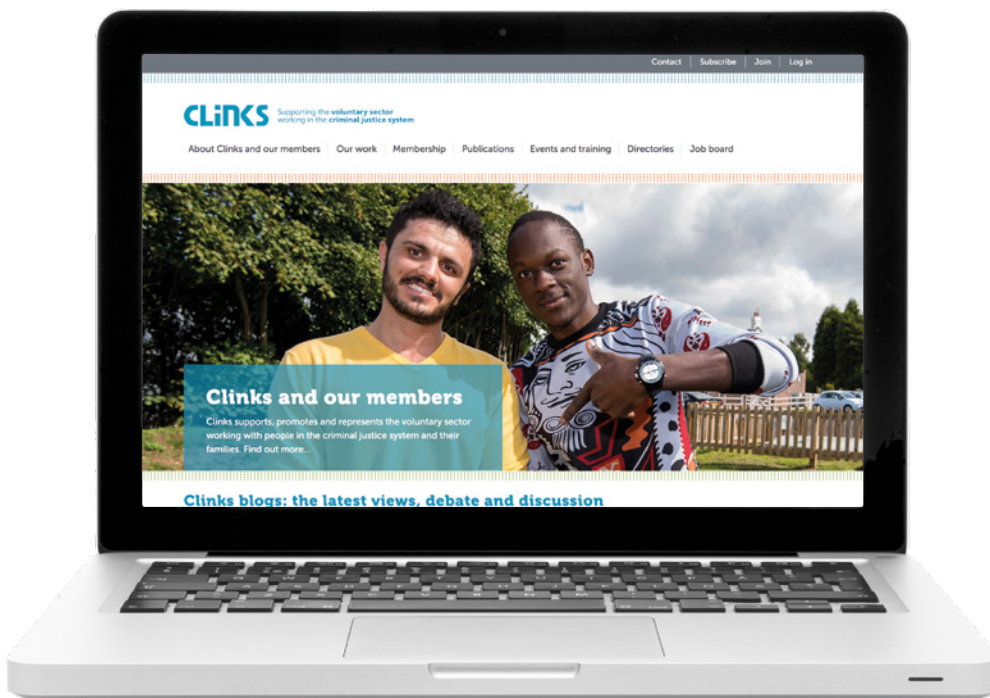 Contact | Subscribe | Join | Log in
CLiNKS
Supporting the voluntary sector
working in the criminal justice system
About Clinks and our members
Our work
Membership
Publications
Events and training
Directories
Job board
Clinks and our members
Clinks supports, promotes and represents the voluntary sector
working with people in the criminal justice system and their
families. Find out more...
Clinks blogs: the latest views, debate and discussion